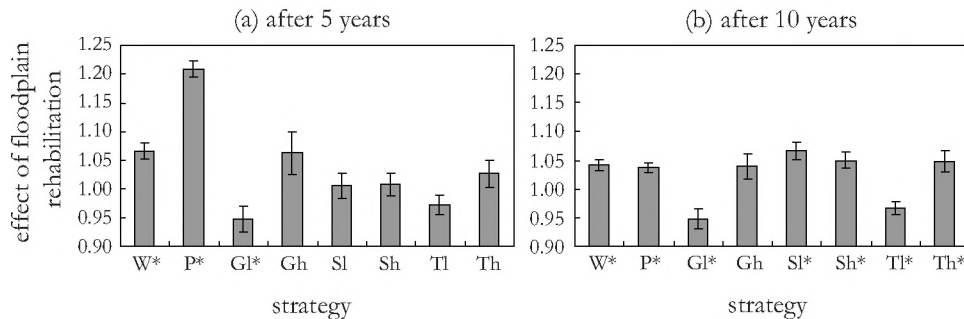 (a) after 5 years
(b) after 10 years
effect of floodplain
rehabilitation
1.25
1.20
1.15
1.10
1.05
1.00
0.95
0.90
W* P* Gl* Gh Sl Sh Tl Th
strategy
1.25
1.20
1.15
1.10
1.05
1.00
0.95
0.90
W* P* Gl* Gh Sl* Sh* Tl* Th*
strategy